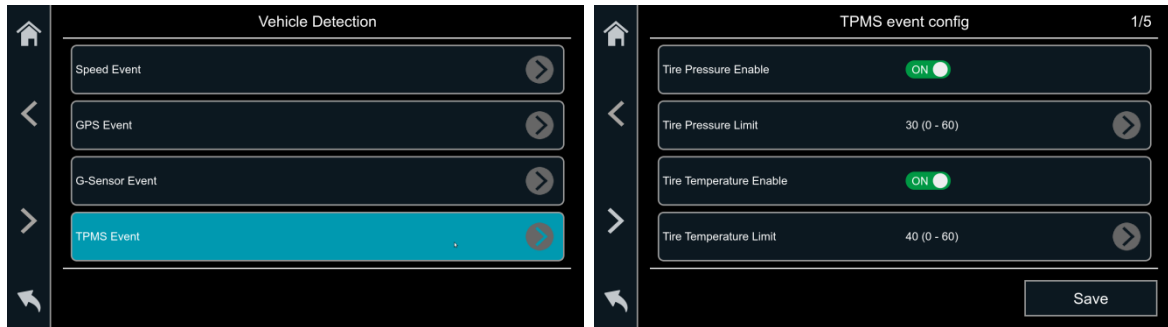 Vehicle Detection
Speed Event
GPS Event
G-Sensor Event
TPMS Event
TPMS event config 1/5
Tire Pressure Enable ON
Tire Pressure Limit 30 (0 - 60)
Tire Temperature Enable ON
Tire Temperature Limit 40 (0 - 60)
Save